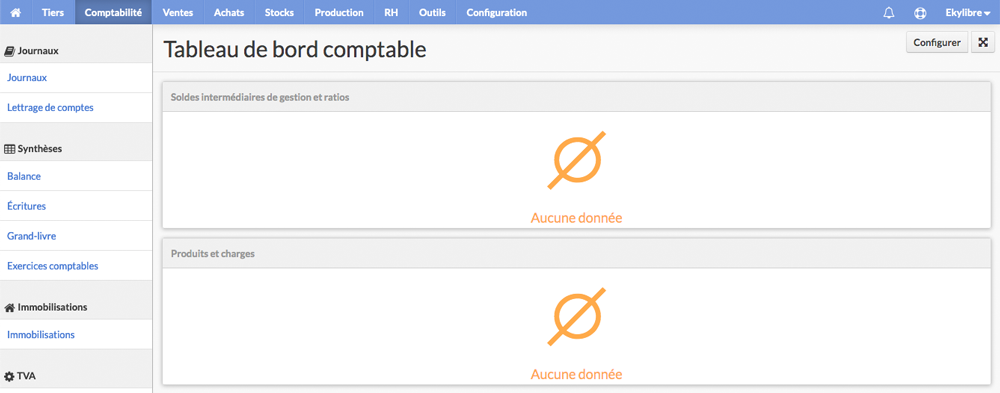 Tiers Comptabilité Ventes Achats Stocks Production RH Outils Configuration Ekylibre
Journaux
Journaux
Lettrage de comptes
Synthèses
Balance
Écritures
Grand-livre
Exercices comptables
Immobilisations
Immobilisations
TVA
Tableau de bord comptable
Configurer
Soldes intermédiaires de gestion et ratios
Aucune donnée
Produits et charges
Aucune donnée